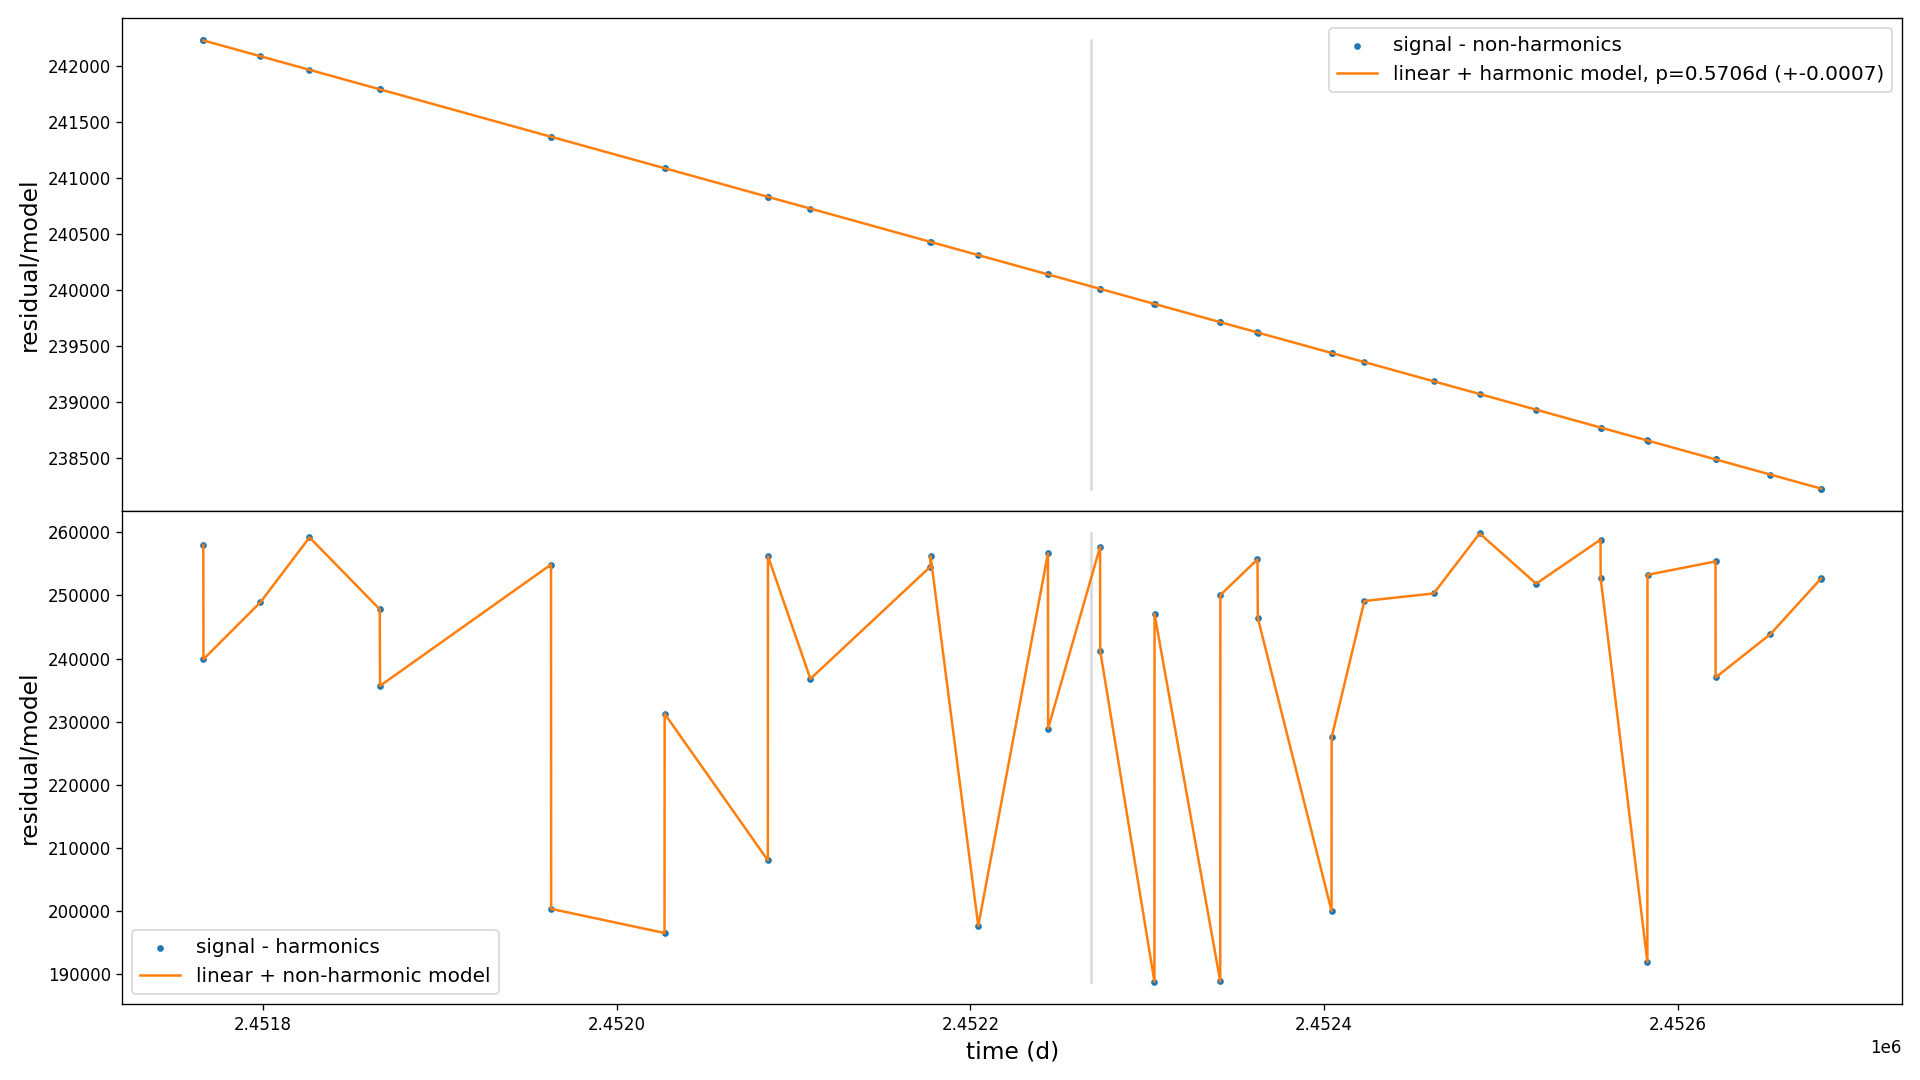 signal - non-harmonics
linear + harmonic model, p=0.5706d (+-0.0007)
242000
241500
241000
240500
240000
239500
239000
238500
residual/model
260000
250000
240000
230000
220000
210000
200000
190000
residual/model
signal - harmonics
linear + non-harmonic model
2.4518
2.4520
2.4522
2.4524
2.4526
1e6
time (d)